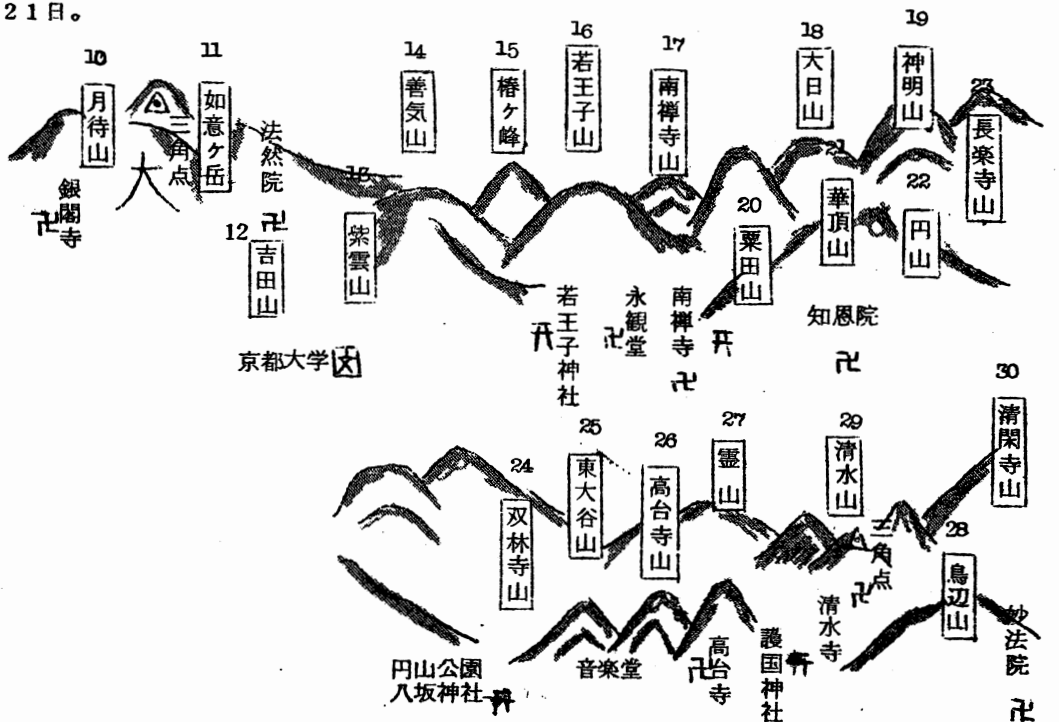 21日。
10
月待山
銀閣寺
大
三角点
11
如意ヶ岳
法然院
12
吉田山
京都大学
文
13
紫雲山
14
善気山
15
椿ヶ峰
16
若王子山
若王子神社
永観堂
17
南禅寺山
南禅寺
18
大日山
19
神明山
20
粟田山
21
華頂山
知恩院
22
円山
23
長楽寺山
24
双林寺山
円山公園
八坂神社
25
東大谷山
音楽堂
26
高台寺山
高台寺
27
霊山
護国神社
28
鳥辺山
妙法院
29
清水山
三角点
清水寺
30
清閑寺山